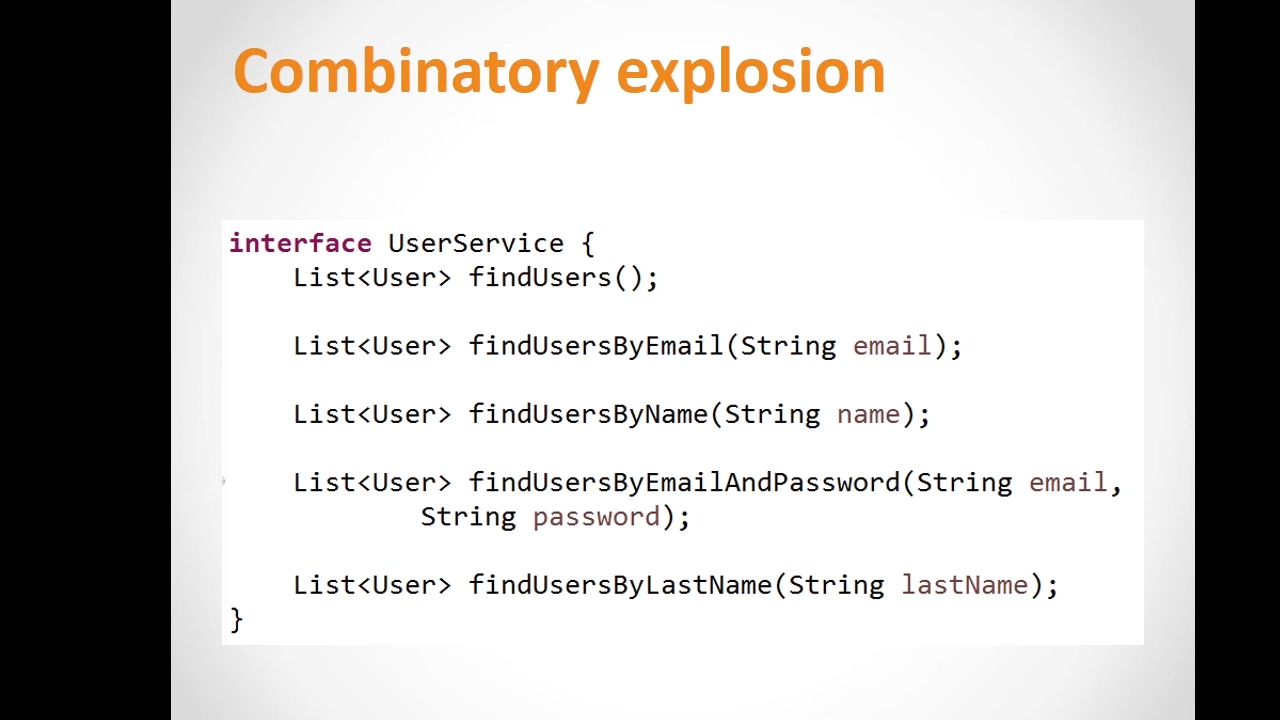 Combinatory explosion
interface UserService {
List<User> findUsers();
List<User> findUsersByEmail(String email);
List<User> findUsersByName(String name);
List<User> findUsersByEmailAndPassword(String email,
String password);
List<User> findUsersByLastName(String lastName);
}